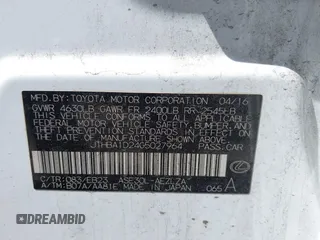 MFD.BY:TOYOTA MOTOR CORPORATION 04/16
GVWR 4630LB GAWR FR 2400LB RR 2545LB
THIS VEHICLE CONFORMS TO ALL APPLICABLE
FEDERAL MOTOR VEHICLE SAFETY, BUMPER, AND
THEFT PREVENTION STANDARDS IN EFFECT ON
THE DATE OF MANUFACTURE SHOWN ABOVE.
JTHBA1D24G5027964 PASS.CAR
C/TR: 083/EB23 ASE30L-AEZLZA
A/TM: B07A/AA81E MADE IN JAPAN 065 A